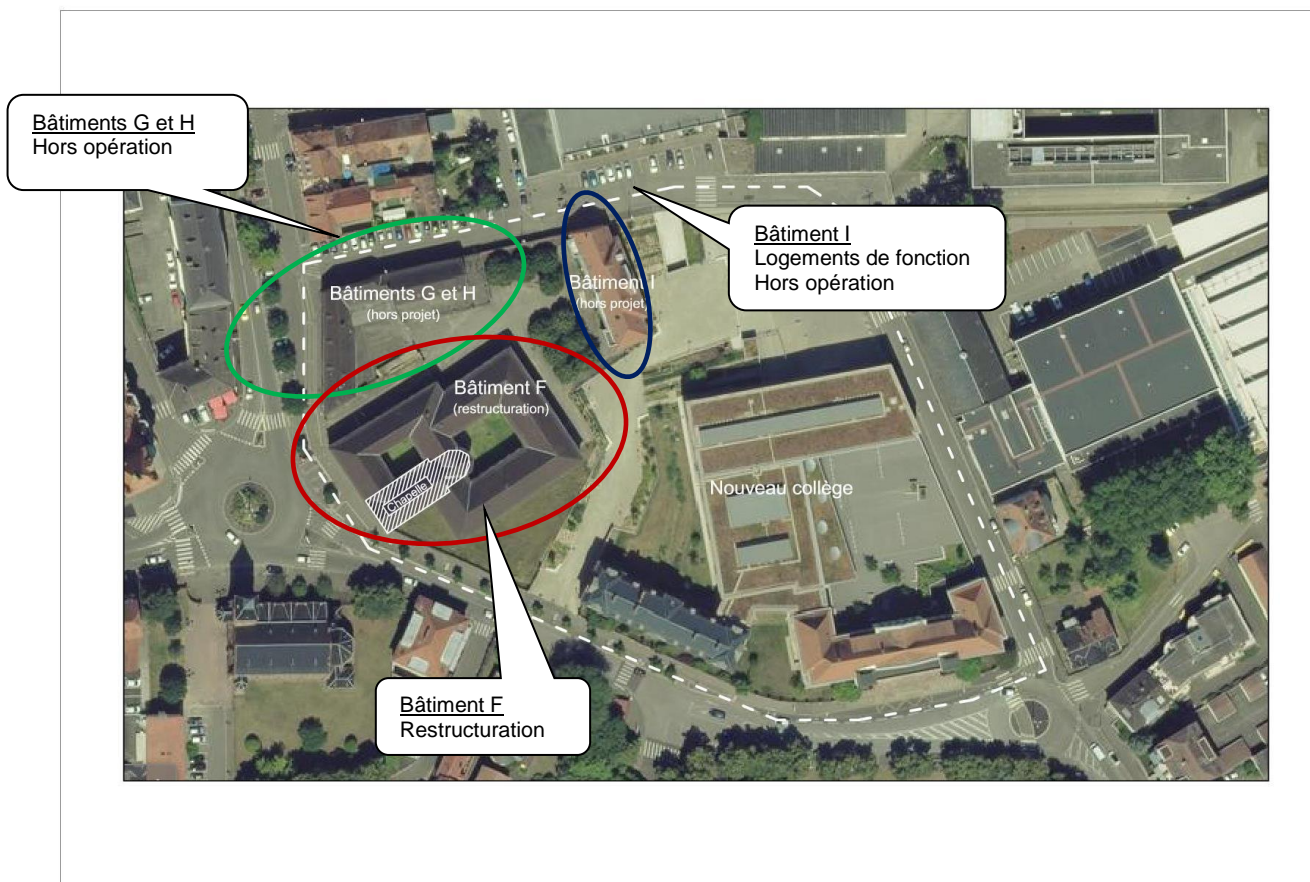 Bâtiments G et H
Hors opération
Bâtiment I
Logements de fonction
Hors opération
Bâtiments G et H
(hors projet)
Bâtiment I
(hors projet)
Bâtiment F
(restructuration)
Chapelle
Nouveau collège
Bâtiment F
Restructuration